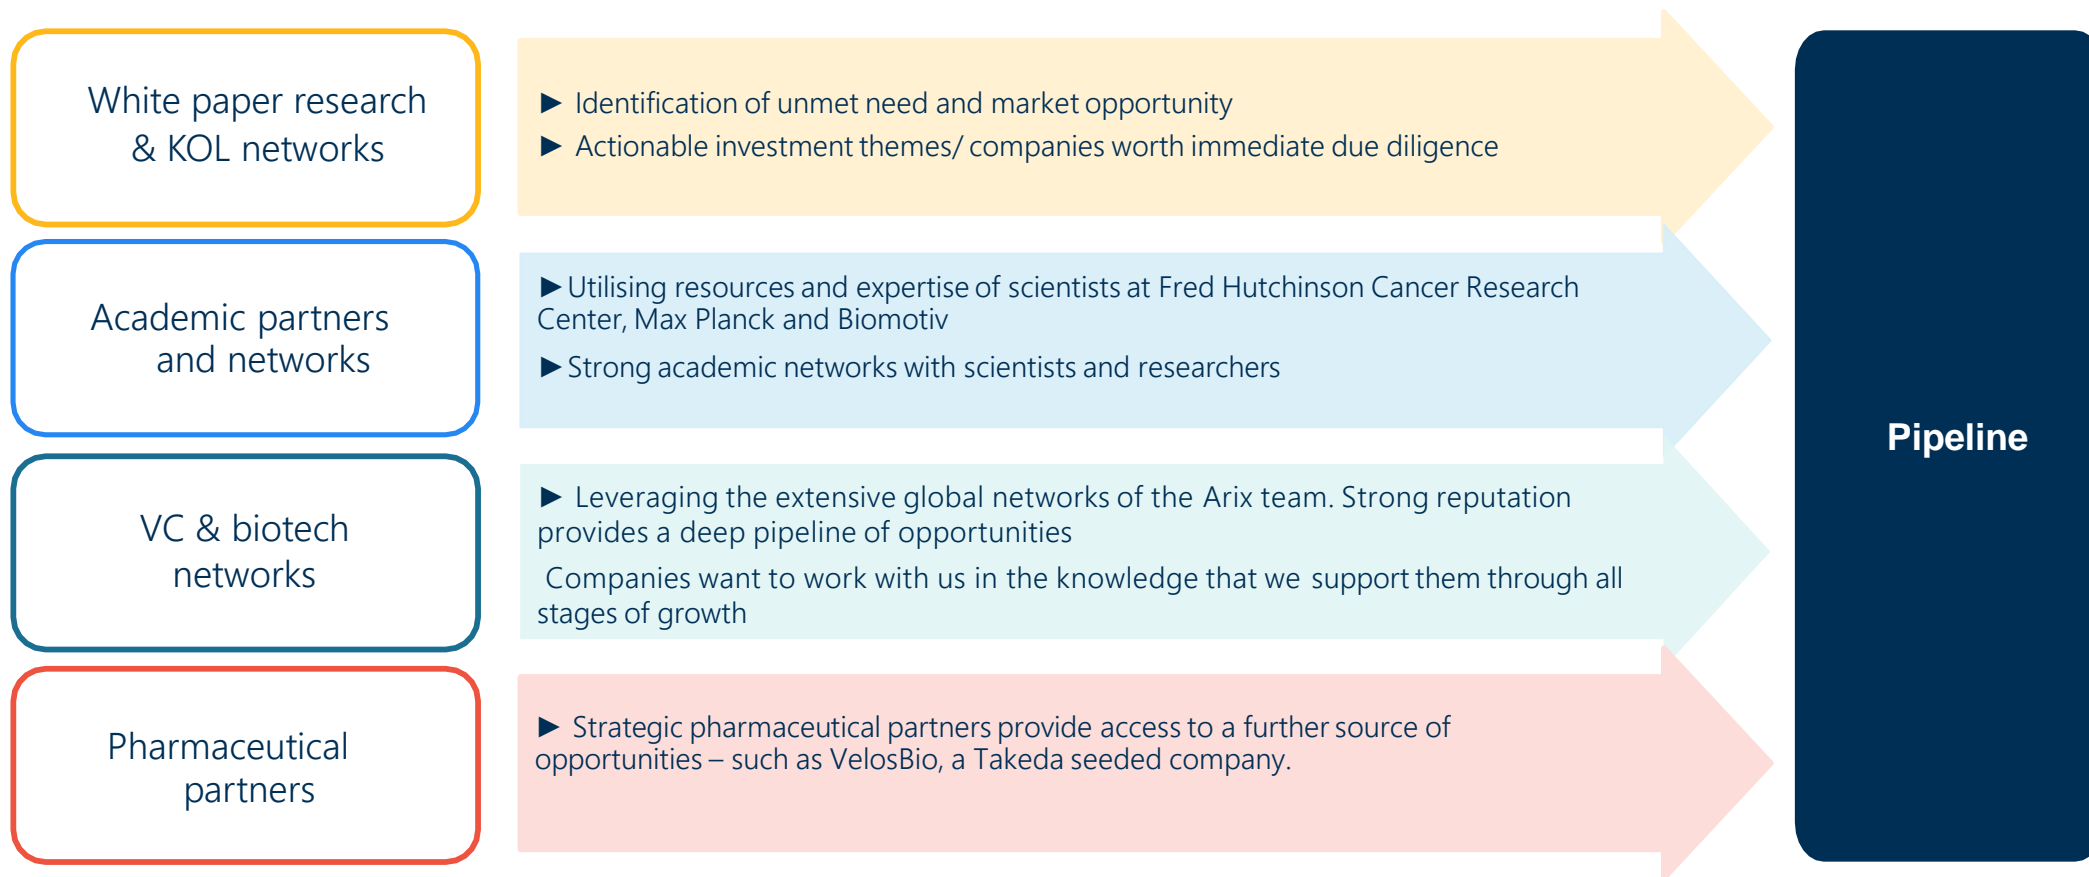 White paper research
& KOL networks
► Identification of unmet need and market opportunity
► Actionable investment themes/ companies worth immediate due diligence
Academic partners
and networks
►Utilising resources and expertise of scientists at Fred Hutchinson Cancer Research
Center, Max Planck and Biomotiv
►Strong academic networks with scientists and researchers
VC & biotech
networks
► Leveraging the extensive global networks of the Arix team. Strong reputation
provides a deep pipeline of opportunities
Companies want to work with us in the knowledge that we support them through all
stages of growth
Pharmaceutical
partners
► Strategic pharmaceutical partners provide access to a further source of
opportunities – such as VelosBio, a Takeda seeded company.
Pipeline